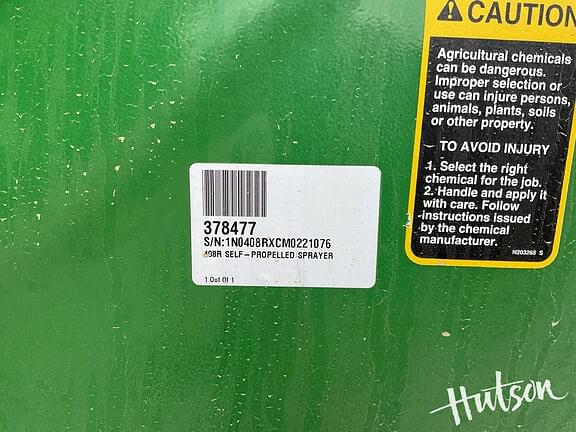 378477
S/N:1N0408RXCM0221076
408R SELF-PROPELLED SPRAYER
1 Out Of 1
CAUTION
Agricultural chemicals
can be dangerous.
Improper selection or
use can injure persons,
animals, plants, soils
or other property.
TO AVOID INJURY
1. Select the right
chemical for the job.
2. Handle and apply it
with care. Follow
instructions issued
by the chemical
manufacturer.
N203265 S
Hutson